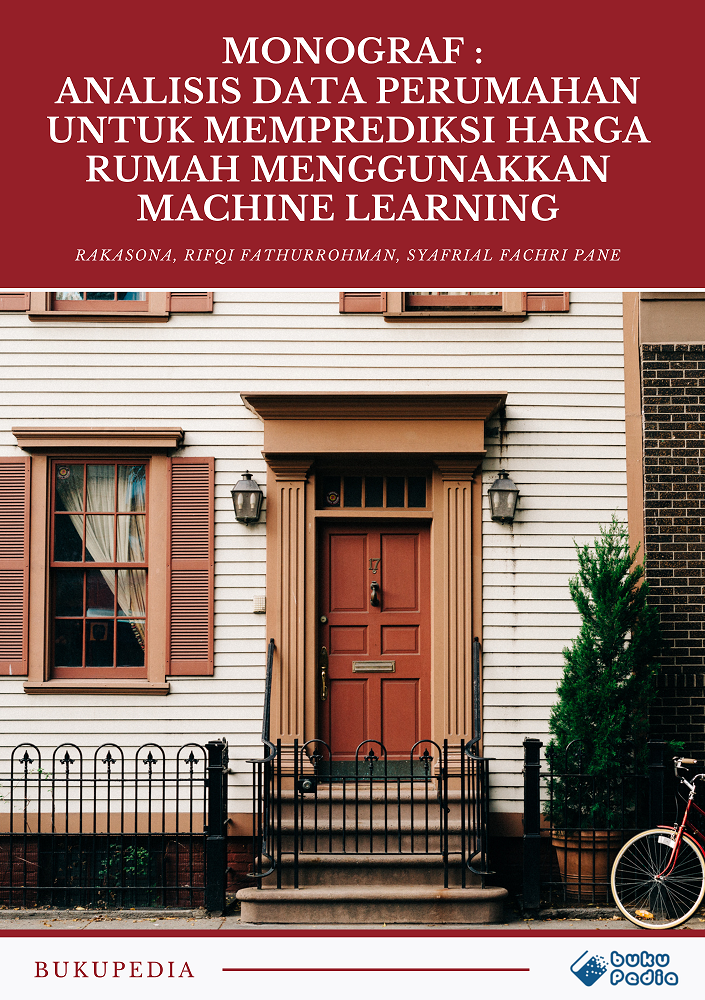 MONOGRAF :
ANALISIS DATA PERUMAHAN
UNTUK MEMPREDIKSI HARGA
RUMAH MENGGUNAKKAN
MACHINE LEARNING
RAKASONA, RIFQI FATHURROHMAN, SYAFRIAL FACHRI PANE
17
BUKUPEDIA
buku
Pedia